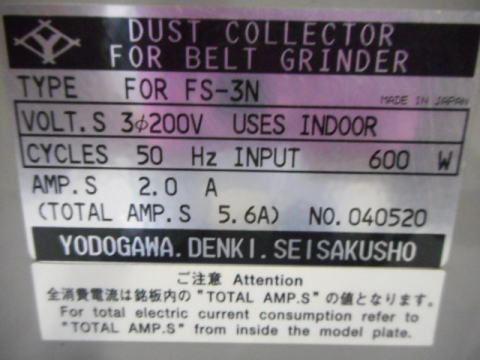 DUST COLLECTOR
FOR BELT GRINDER
TYPE FOR FS-3N
MADE IN JAPAN
VOLT.S 3φ200V USES INDOOR
CYCLES 50 Hz INPUT 600 W
AMP.S 2.0 A
(TOTAL AMP.S 5.6A) NO.040520
YODOGAWA.DENKI.SEISAKUSHO
ご注意 Attention
全消費電流は銘板内の"TOTAL AMP.S"の値となります。
For total electric current consumption refer to
"TOTAL AMP.S" from inside the model plate.